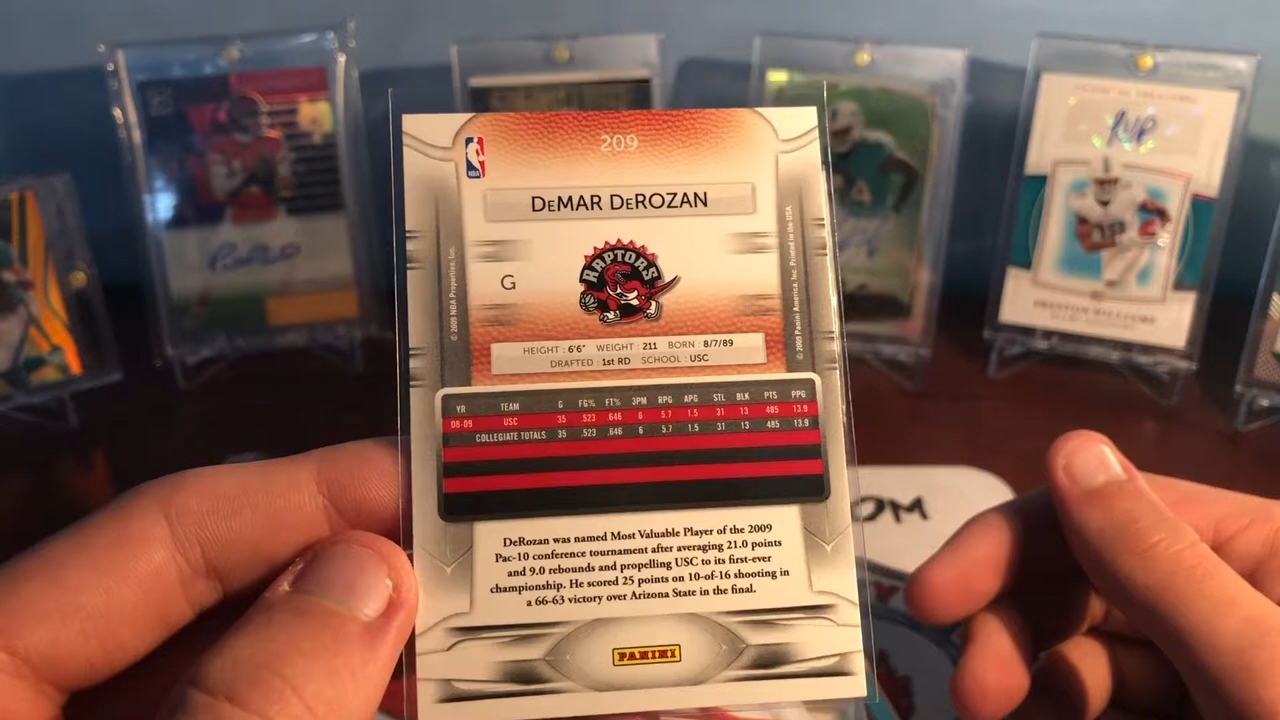 209
NBA
DeMAR DeROZAN
G
RAPTORS
© 2009 NBA Properties, Inc.
© 2009 Panini America, Inc. Printed in the USA
HEIGHT : 6'6" WEIGHT : 211 BORN : 8/7/89
DRAFTED : 1st RD SCHOOL : USC
YR TEAM G FG% FT% 3PM RPG APG STL BLK PTS PPG
08-09 USC 35 .523 .646 6 5.7 1.5 31 13 485 13.9
COLLEGIATE TOTALS 35 .523 .646 6 5.7 1.5 31 13 485 13.9
DeRozan was named Most Valuable Player of the 2009
Pac-10 conference tournament after averaging 21.0 points
and 9.0 rebounds and propelling USC to its first-ever
championship. He scored 25 points on 10-of-16 shooting in
a 66-63 victory over Arizona State in the final.
PANINI
PRESTON WILLIAMS
OM